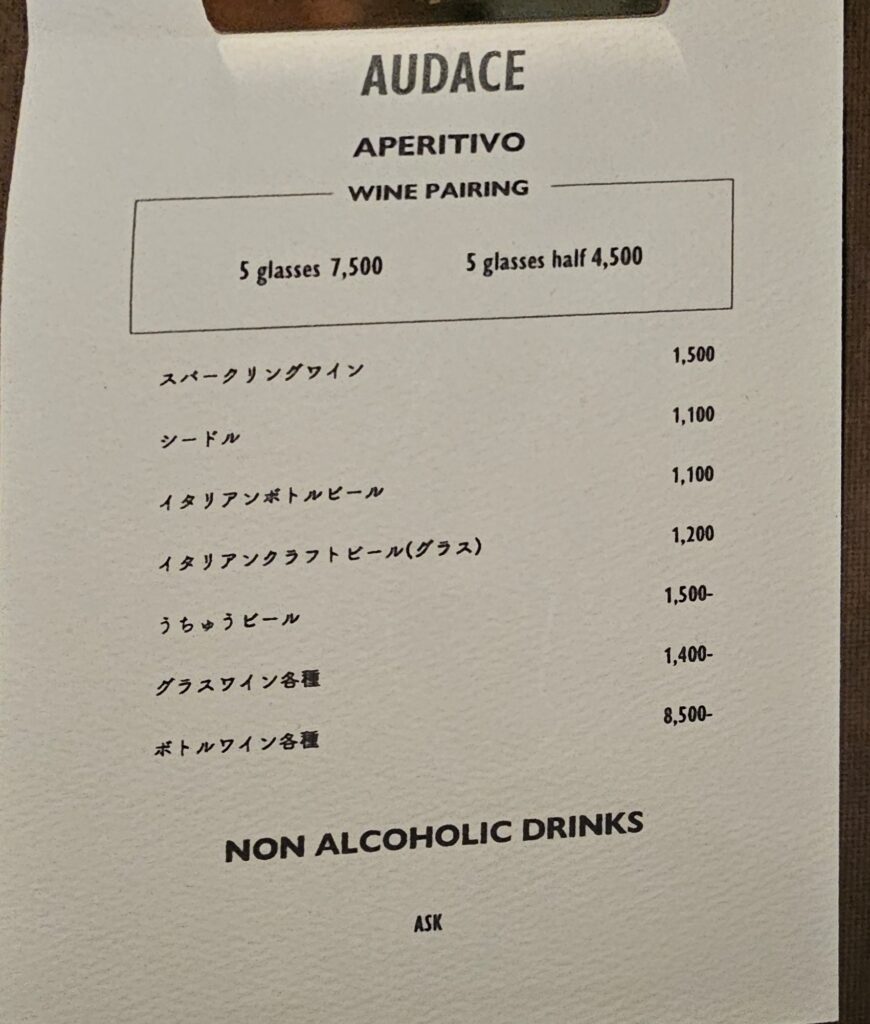 AUDACE
APERITIVO
WINE PAIRING
5 glasses 7,500 5 glasses half 4,500
スパークリングワイン 1,500
シードル 1,100
イタリアンボトルビール 1,100
イタリアンクラフトビール(グラス) 1,200
うちゅうビール 1,500-
グラスワイン各種 1,400-
ボトルワイン各種 8,500-
NON ALCOHOLIC DRINKS
ASK